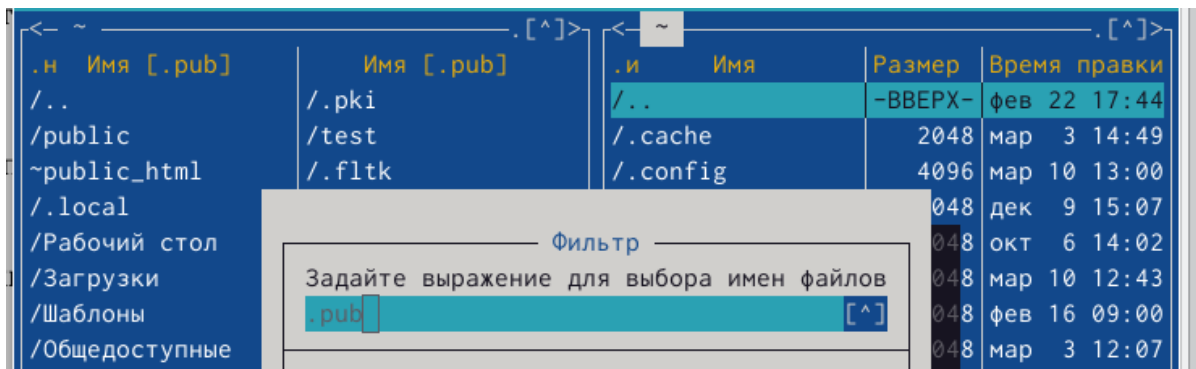 <— ~ .[^]> <— ~ .[^]>
.н Имя [.pub] Имя [.pub] .и Имя Размер Время правки
/.. /.pki /.. -ВВЕРХ- фев 22 17:44
/public /test /.cache 2048 мар 3 14:49
~public_html /.fltk /.config 4096 мар 10 13:00
/.local 048 дек 9 15:07
/Рабочий стол Фильтр 048 окт 6 14:02
/Загрузки Задайте выражение для выбора имен файлов 048 мар 10 12:43
/Шаблоны .pub [^] 048 фев 16 09:00
/Общедоступные 048 мар 3 12:07